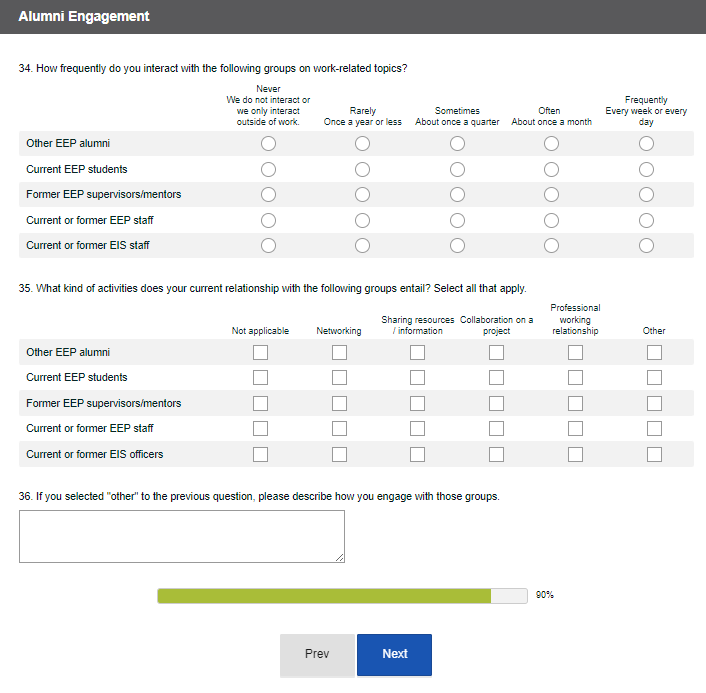 Alumni Engagement
34. How frequently do you interact with the following groups on work-related topics?
Never
We do not interact or
we only interact
outside of work.
Rarely
Once a year or less
Sometimes
About once a quarter
Often
About once a month
Frequently
Every week or every
day
Other EEP alumni
Current EEP students
Former EEP supervisors/mentors
Current or former EEP staff
Current or former EIS staff
35. What kind of activities does your current relationship with the following groups entail? Select all that apply.
Not applicable
Networking
Sharing resources
/ information
Collaboration on a
project
Professional
working
relationship
Other
Other EEP alumni
Current EEP students
Former EEP supervisors/mentors
Current or former EEP staff
Current or former EIS officers
36. If you selected "other" to the previous question, please describe how you engage with those groups.
90%
Prev
Next